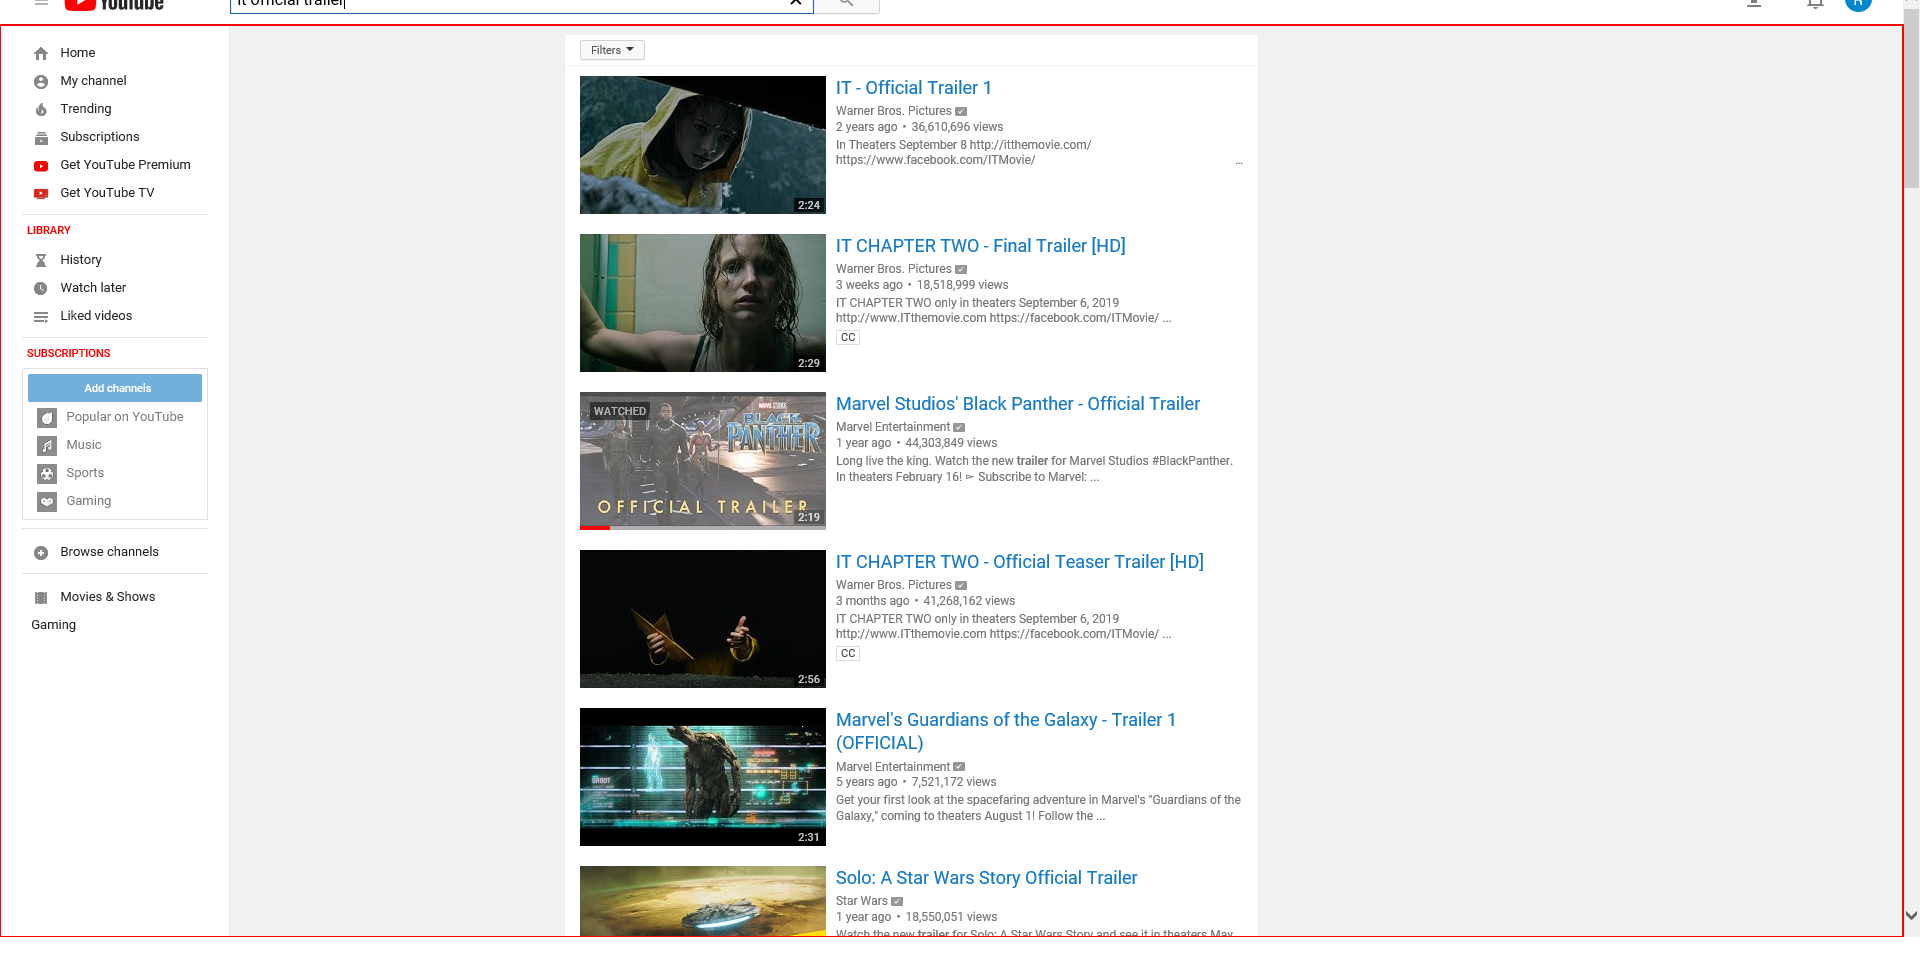 YouTube
it official trailer
R
Home
My channel
Trending
Subscriptions
Get YouTube Premium
Get YouTube TV
LIBRARY
History
Watch later
Liked videos
SUBSCRIPTIONS
Add channels
Popular on YouTube
Music
Sports
Gaming
Browse channels
Movies & Shows
Gaming
Filters
2:24
IT - Official Trailer 1
Warner Bros. Pictures
2 years ago • 36,610,696 views
In Theaters September 8 http://itthemovie.com/
https://www.facebook.com/ITMovie/ ...
2:29
IT CHAPTER TWO - Final Trailer [HD]
Warner Bros. Pictures
3 weeks ago • 18,518,999 views
IT CHAPTER TWO only in theaters September 6, 2019
http://www.ITthemovie.com https://facebook.com/ITMovie/ ...
CC
WATCHED
MARVEL STUDIOS
BLACK
PANTHER
OFFICIAL TRAILER
2:19
Marvel Studios' Black Panther - Official Trailer
Marvel Entertainment
1 year ago • 44,303,849 views
Long live the king. Watch the new trailer for Marvel Studios #BlackPanther.
In theaters February 16! ► Subscribe to Marvel: ...
2:56
IT CHAPTER TWO - Official Teaser Trailer [HD]
Warner Bros. Pictures
3 months ago • 41,268,162 views
IT CHAPTER TWO only in theaters September 6, 2019
http://www.ITthemovie.com https://facebook.com/ITMovie/ ...
CC
GROOT
2:31
Marvel's Guardians of the Galaxy - Trailer 1
(OFFICIAL)
Marvel Entertainment
5 years ago • 7,521,172 views
Get your first look at the spacefaring adventure in Marvel's "Guardians of the
Galaxy," coming to theaters August 1! Follow the ...
Solo: A Star Wars Story Official Trailer
Star Wars
1 year ago • 18,550,051 views
Watch the new trailer for Solo: A Star Wars Story and see it in theaters May